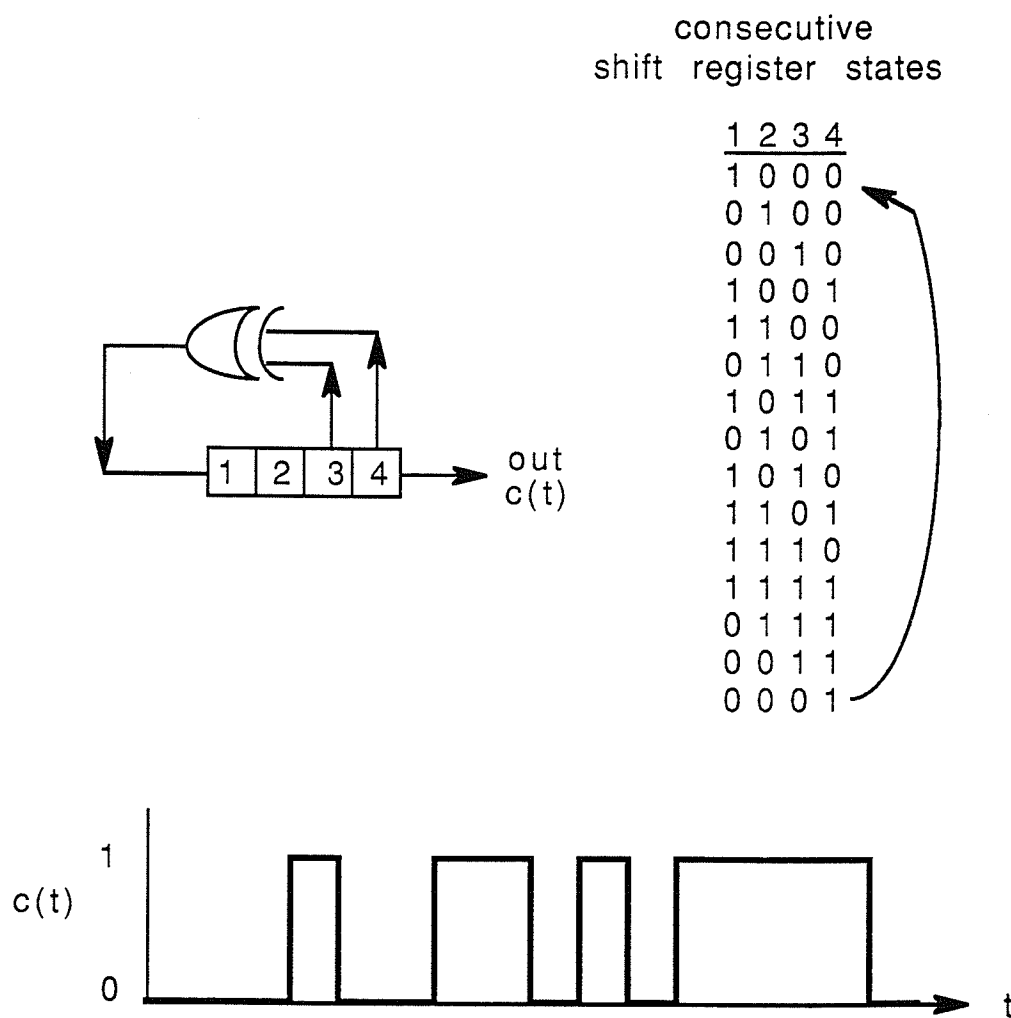 consecutive
shift register states
1 2 3 4
1 0 0 0
0 1 0 0
0 0 1 0
1 0 0 1
1 1 0 0
0 1 1 0
1 0 1 1
0 1 0 1
1 0 1 0
1 1 0 1
1 1 1 0
1 1 1 1
0 1 1 1
0 0 1 1
0 0 0 1
1 2 3 4
out
c(t)
1
c(t)
0
t